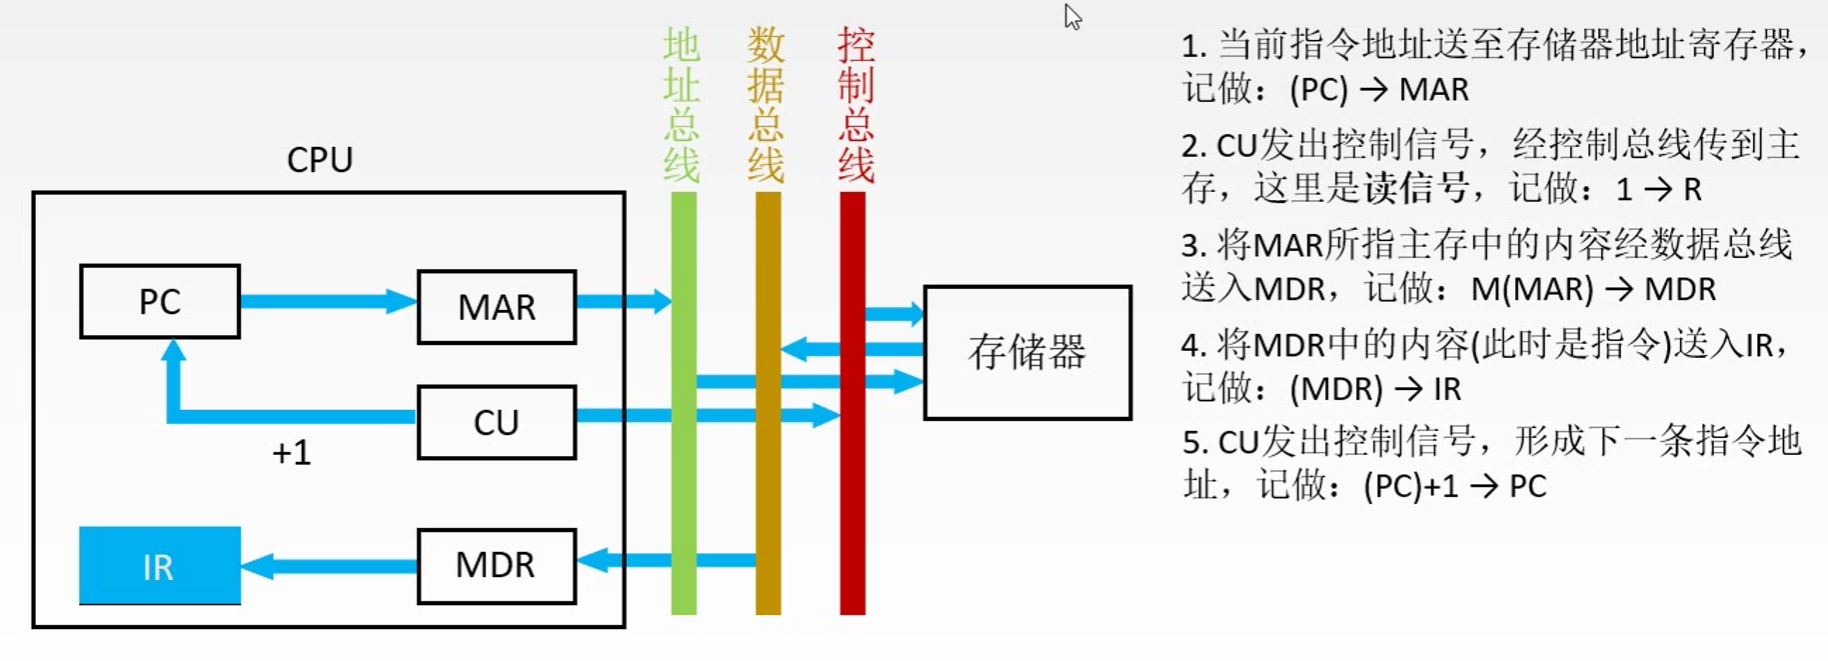 地址总线
数据总线
控制总线
CPU
PC
MAR
CU
+1
IR
MDR
存储器
1. 当前指令地址送至存储器地址寄存器，
记做：(PC) → MAR
2. CU发出控制信号，经控制总线传到主
存，这里是读信号，记做：1 → R
3. 将MAR所指主存中的内容经数据总线
送入MDR，记做：M(MAR) → MDR
4. 将MDR中的内容(此时是指令)送入IR，
记做：(MDR) → IR
5. CU发出控制信号，形成下一条指令地
址，记做：(PC)+1 → PC